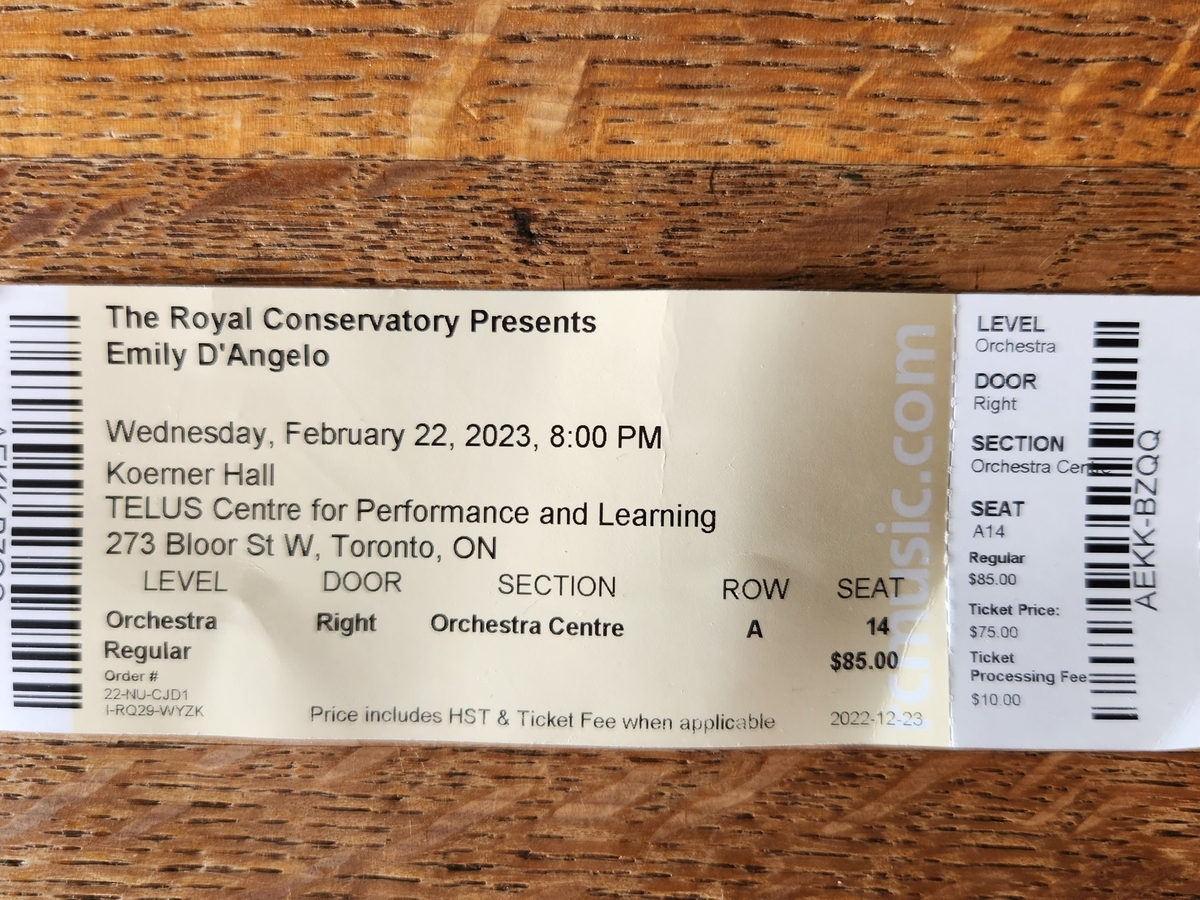 The Royal Conservatory Presents
Emily D'Angelo
Wednesday, February 22, 2023, 8:00 PM
Koerner Hall
TELUS Centre for Performance and Learning
273 Bloor St W, Toronto, ON
LEVEL DOOR SECTION ROW SEAT
Orchestra Right Orchestra Centre A 14
Regular $85.00
Order #
22-NU-CJD1
I-RQ29-WYZK
Price includes HST & Ticket Fee when applicable 2022-12-23
rcmusic.com
LEVEL
Orchestra
DOOR
Right
SECTION
Orchestra Centre
SEAT
A14
Regular
$85.00
Ticket Price:
$75.00
Ticket
Processing Fee:
$10.00
AEKK-BZQQ